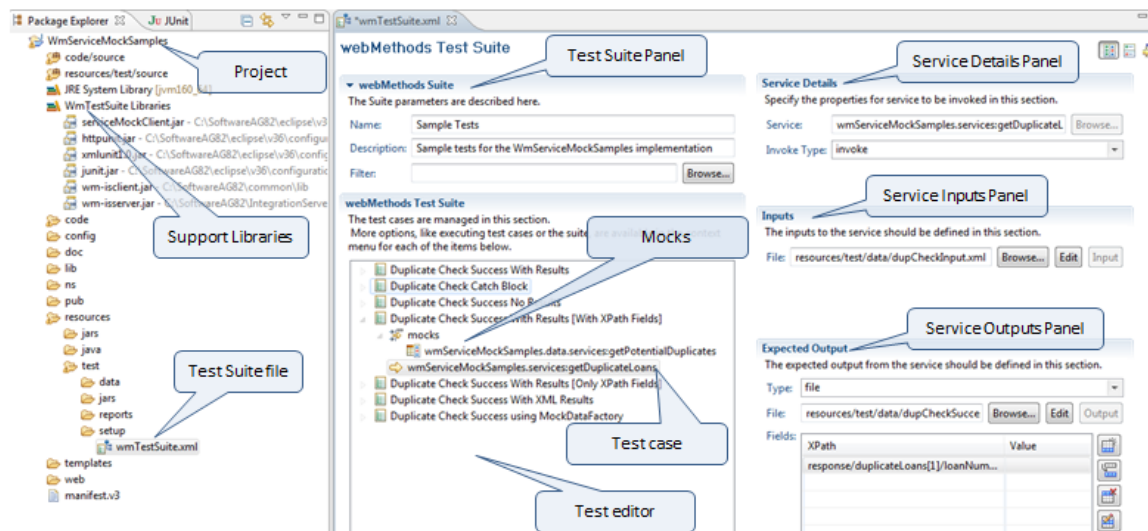 Package Explorer
JUnit
WmServiceMockSamples
code/source
resources/test/source
JRE System Library [jvm160_
WmTestSuite Libraries
serviceMockClient.jar - C:\SoftwareAG82\eclipse\v3
httpunit.jar - C:\SoftwareAG82\eclipse\v36\configur
xmlunit1.0.jar - C:\SoftwareAG82\eclipse\v36\config
junit.jar - C:\SoftwareAG82\eclipse\v36\configuratic
wm-isclient.jar - C:\SoftwareAG82\common\lib
wm-isserver.jar - C:\SoftwareAG82\IntegrationServe
code
config
doc
lib
ns
pub
resources
jars
java
test
data
jars
reports
setup
wmTestSuite.xml
templates
web
manifest.v3
Project
Support Libraries
Test Suite file
*wmTestSuite.xml
webMethods Test Suite
Test Suite Panel
webMethods Suite
The Suite parameters are described here.
Name: Sample Tests
Description: Sample tests for the WmServiceMockSamples implementation
Filter: Browse...
webMethods Test Suite
The test cases are managed in this section.
More options, like executing test cases or the suite, are
menu for each of the items below.
Mocks
Duplicate Check Success With Results
Duplicate Check Catch Block
Duplicate Check Success No Results
Duplicate Check Success With Results [With XPath Fields]
mocks
wmServiceMockSamples.data.services:getPotentialDuplicates
wmServiceMockSamples.services:getDuplicateLoans
Duplicate Check Success With Results [Only XPath Fields]
Duplicate Check Success With XML Results
Duplicate Check Success using MockDataFactory
Test case
Test editor
Service Details Panel
Service Details
Specify the properties for service to be invoked in this section.
Service: wmServiceMockSamples.services:getDuplicateL Browse...
Invoke Type: invoke
Service Inputs Panel
Inputs
The inputs to the service should be defined in this section.
File: resources/test/data/dupCheckInput.xml Browse... Edit Input
Service Outputs Panel
Expected Output
The expected output from the service should be defined in this section.
Type: file
File: resources/test/data/dupCheckSucce Browse... Edit Output
Fields:
XPath Value
response/duplicateLoans[1]/loanNum...